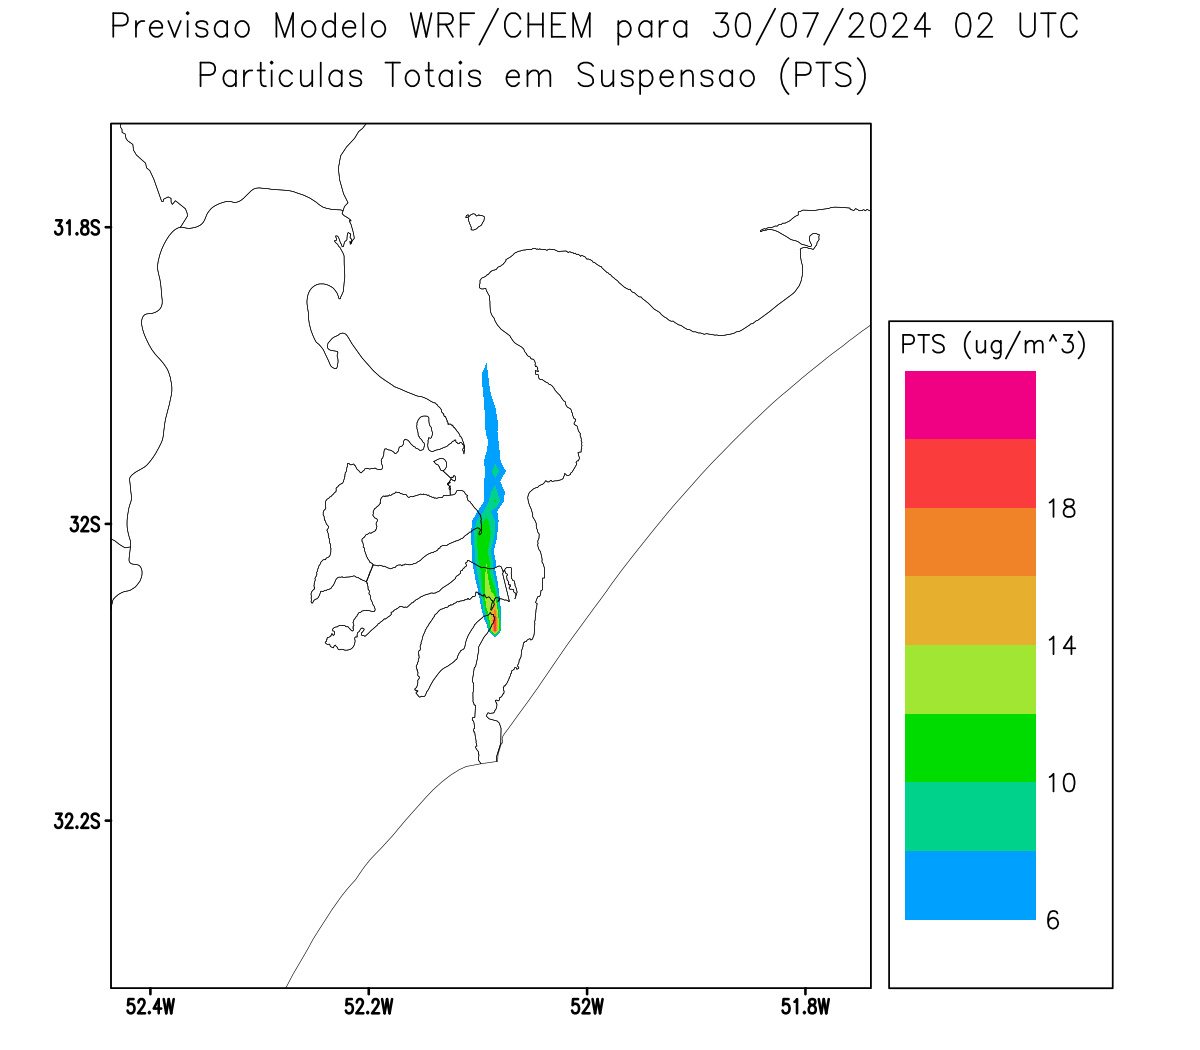 Previsao Modelo WRF/CHEM para 30/07/2024 02 UTC
Particulas Totais em Suspensao (PTS)
31.8S
32S
32.2S
52.4W 52.2W 52W 51.8W
PTS (ug/m^3)
18
14
10
6